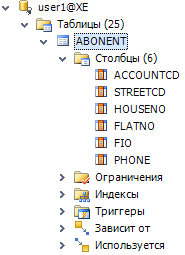 user1@XE
Таблицы (25)
ABONENT
Столбцы (6)
ACCOUNTCD
STREETCD
HOUSENO
FLATNO
FIO
PHONE
Ограничения
Индексы
Триггеры
Зависит от
Используется